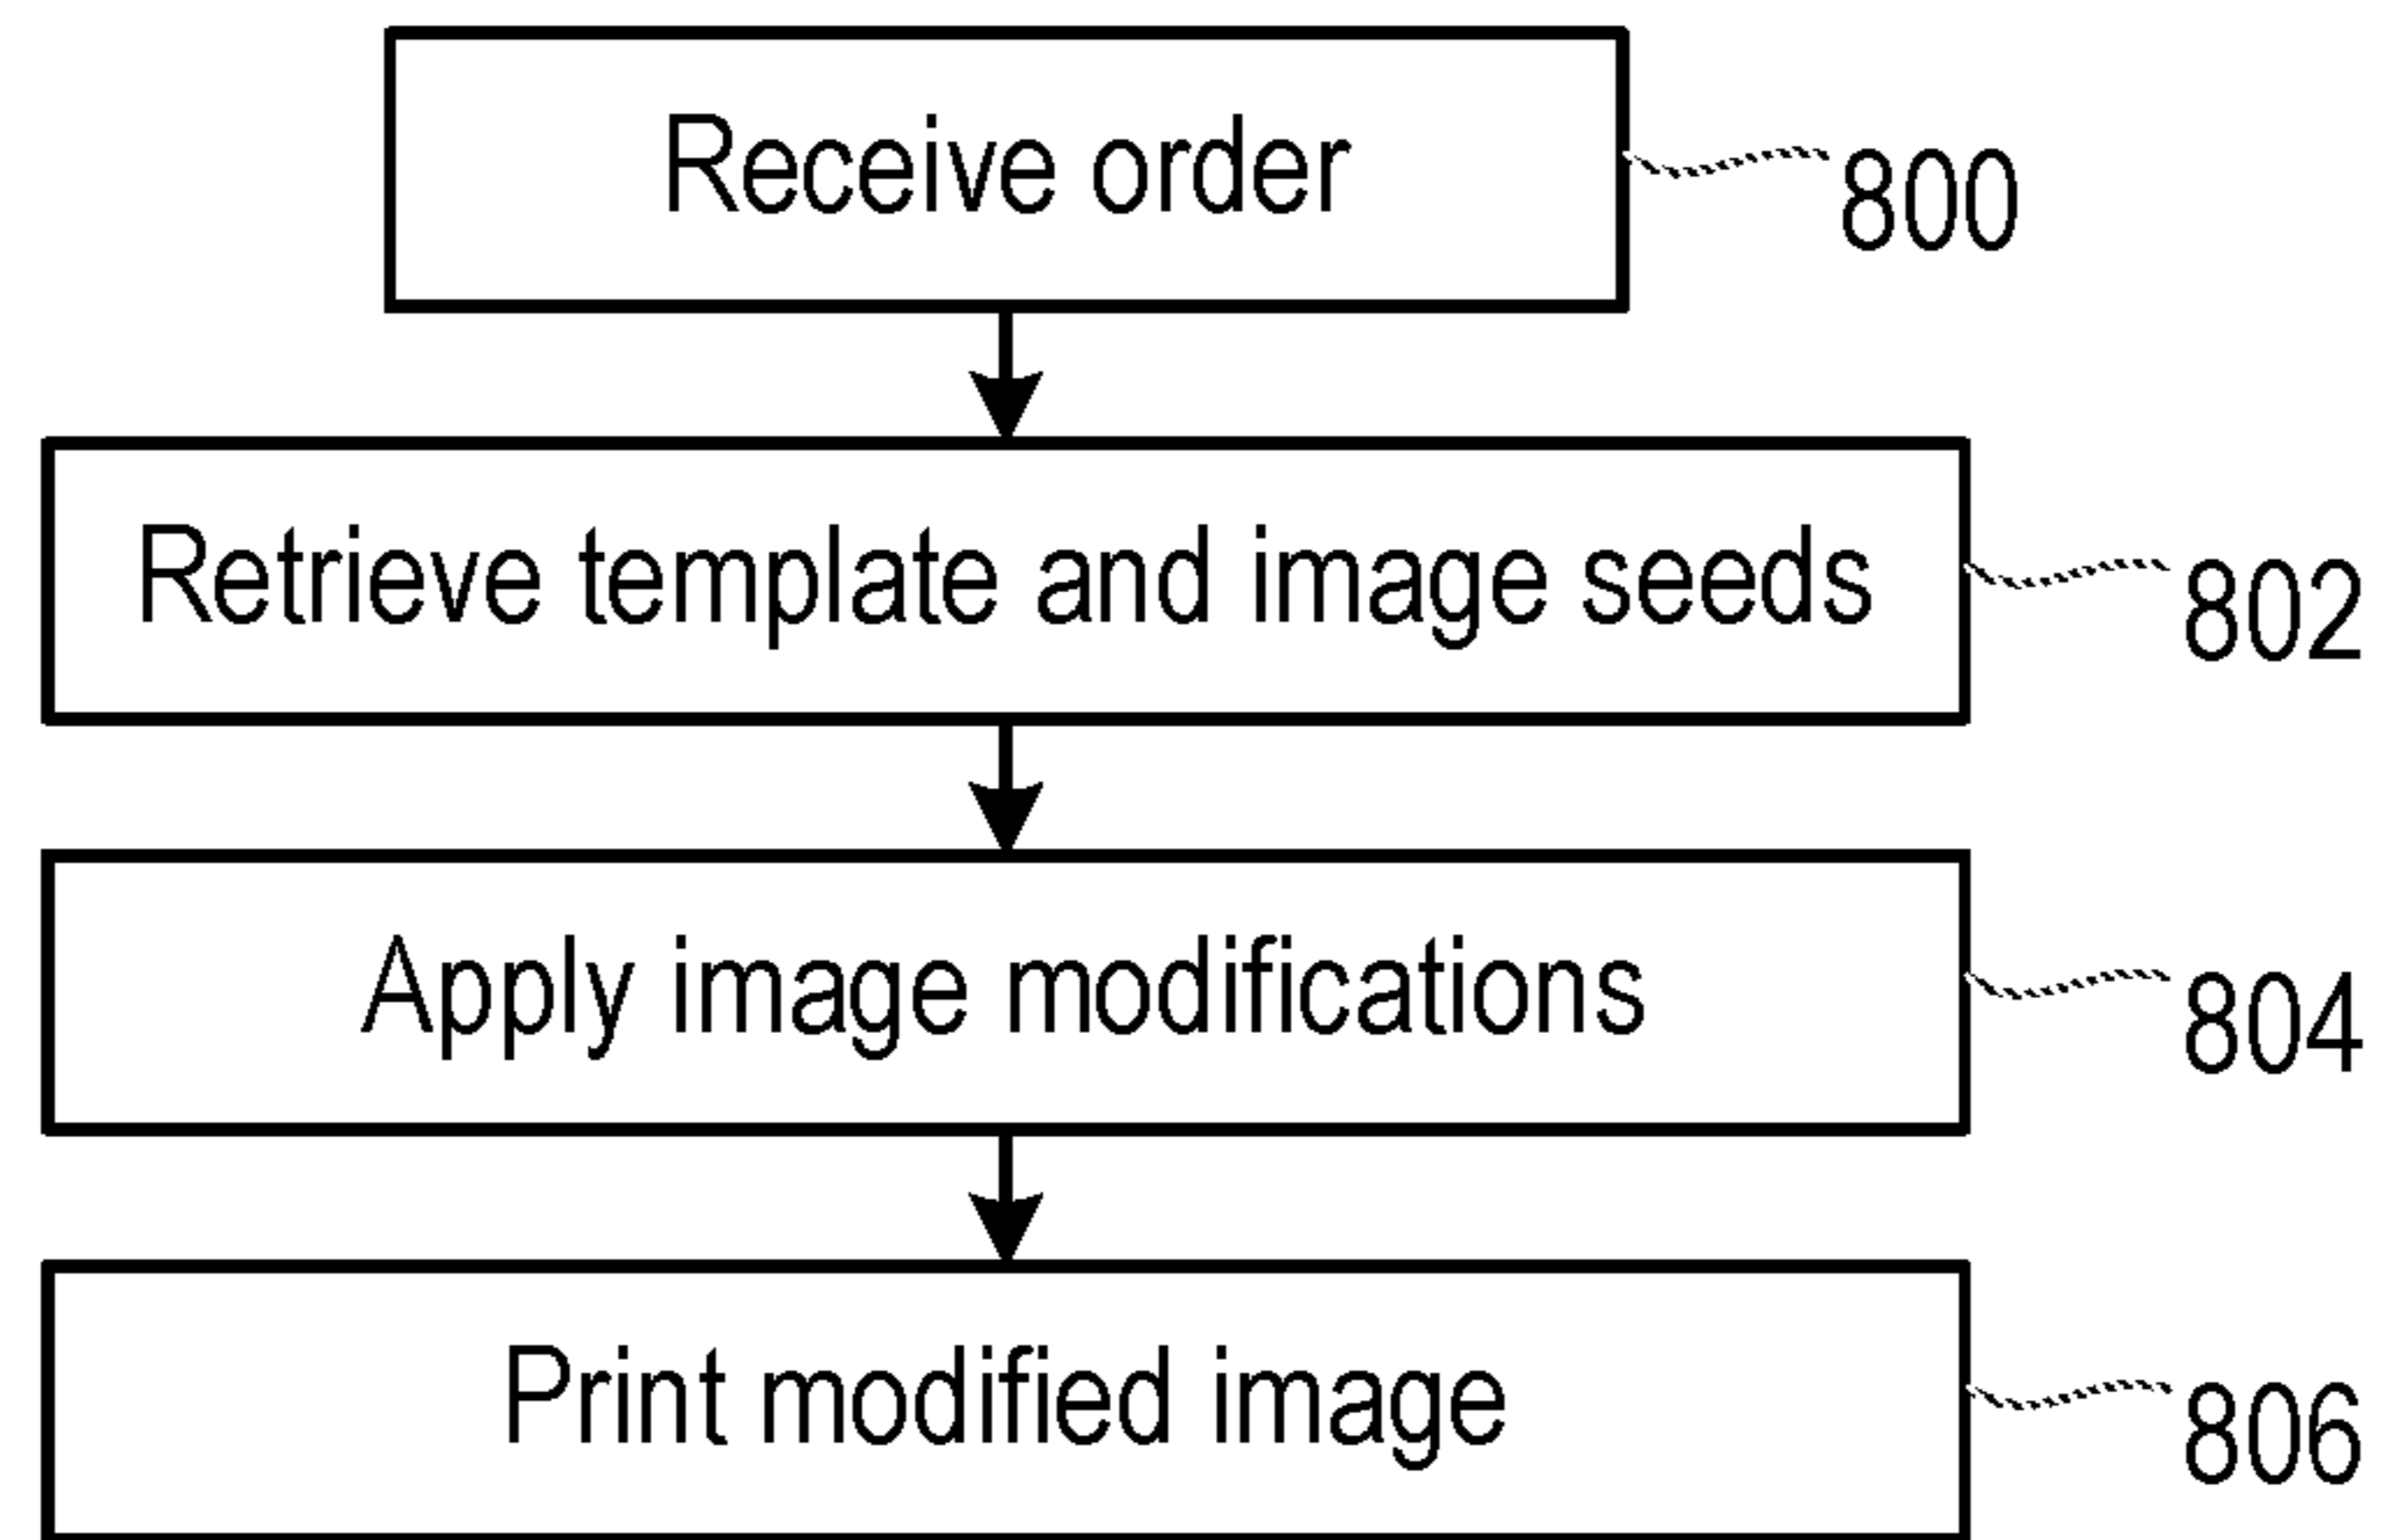 Receive order
800
Retrieve template and image seeds
802
Apply image modifications
804
Print modified image
806